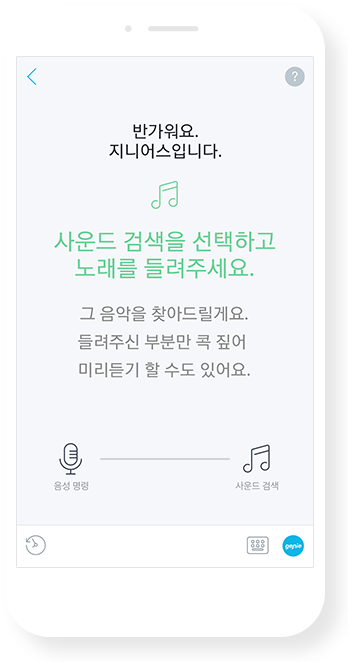 ?
반가워요.
지니어스입니다.
사운드 검색을 선택하고
노래를 들려주세요.
그 음악을 찾아드릴게요.
들려주신 부분만 콕 짚어
미리듣기 할 수도 있어요.
음성 명령
사운드 검색
genie